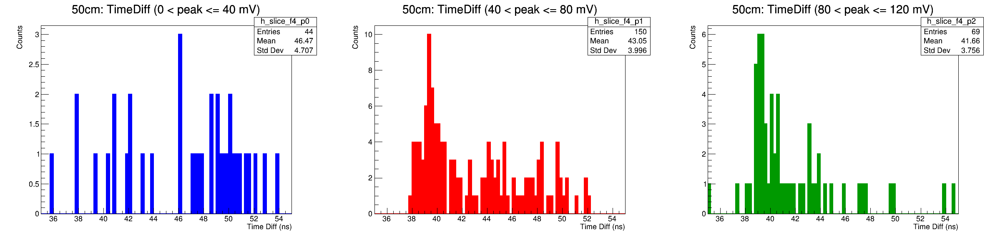 50cm: TimeDiff (0 < peak <= 40 mV)
h_slice_f4_p0
Entries 44
Mean 46.47
Std Dev 4.707
Counts
3
2.5
2
1.5
1
0.5
0
36 38 40 42 44 46 48 50 52 54
Time Diff (ns)
50cm: TimeDiff (40 < peak <= 80 mV)
h_slice_f4_p1
Entries 150
Mean 43.05
Std Dev 3.996
Counts
10
8
6
4
2
0
36 38 40 42 44 46 48 50 52 54
Time Diff (ns)
50cm: TimeDiff (80 < peak <= 120 mV)
h_slice_f4_p2
Entries 69
Mean 41.66
Std Dev 3.756
Counts
6
5
4
3
2
1
0
36 38 40 42 44 46 48 50 52 54
Time Diff (ns)